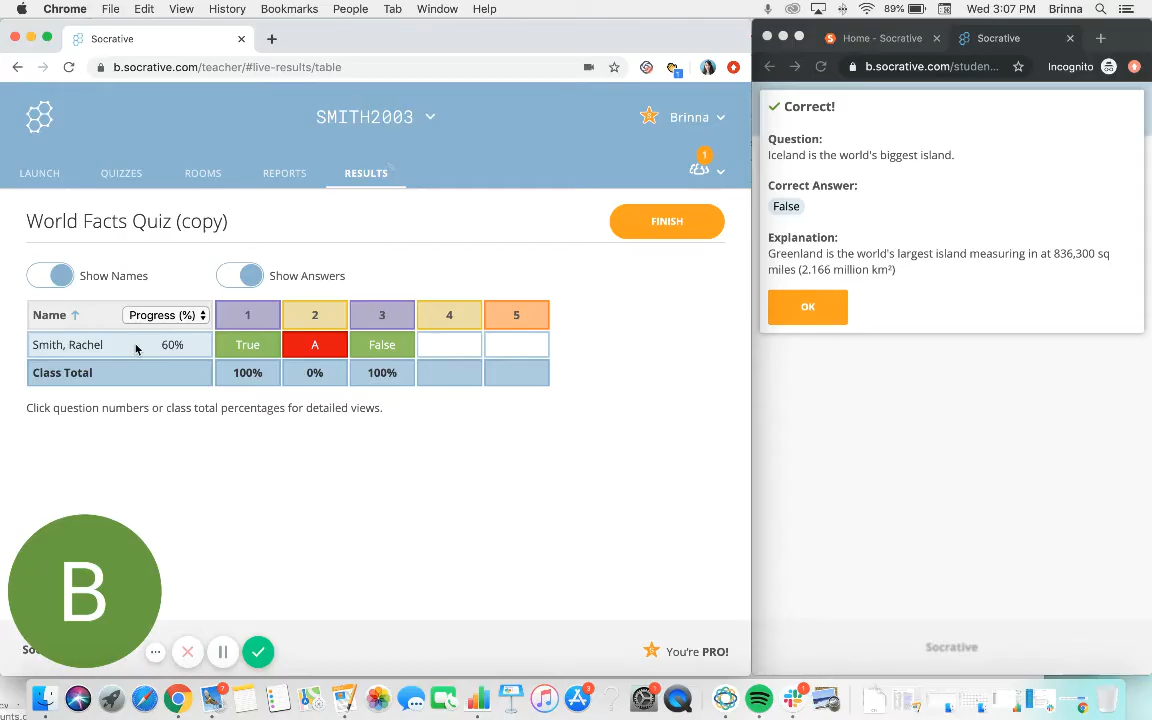 Chrome File Edit View History Bookmarks People Tab Window Help 89% Wed 3:07 PM Brinna
Socrative
b.socrative.com/teacher/#live-results/table
1
SMITH2003
Brinna
LAUNCH QUIZZES ROOMS REPORTS RESULTS
1
World Facts Quiz (copy)
FINISH
Show Names Show Answers
Name Progress (%) 1 2 3 4 5
Smith, Rachel 60% True A False
Class Total 100% 0% 100%
Click question numbers or class total percentages for detailed views.
B
You're PRO!
Home - Socrative Socrative
b.socrative.com/studen... Incognito
Correct!
Question:
Iceland is the world's biggest island.
Correct Answer:
False
Explanation:
Greenland is the world's largest island measuring in at 836,300 sq
miles (2.166 million km²)
OK
Socrative